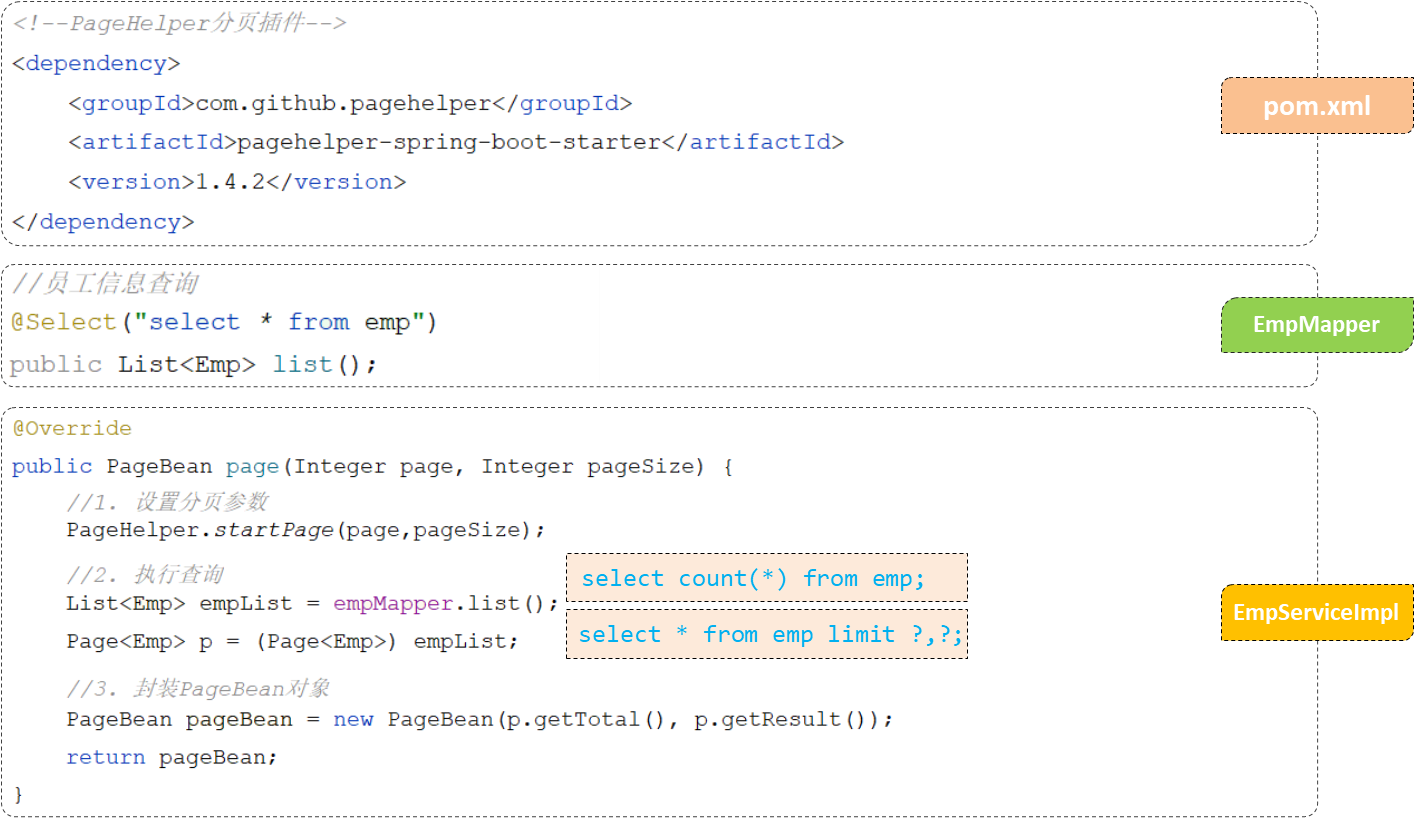 <!--PageHelper分页插件-->
<dependency>
    <groupId>com.github.pagehelper</groupId>
    <artifactId>pagehelper-spring-boot-starter</artifactId>
    <version>1.4.2</version>
</dependency>
pom.xml
//员工信息查询
@Select("select * from emp")
public List<Emp> list();
EmpMapper
@Override
public PageBean page(Integer page, Integer pageSize) {
    //1. 设置分页参数
    PageHelper.startPage(page,pageSize);
    //2. 执行查询
    List<Emp> empList = empMapper.list();
    Page<Emp> p = (Page<Emp>) empList;
select count(*) from emp;
select * from emp limit ?,?;
    //3. 封装PageBean对象
    PageBean pageBean = new PageBean(p.getTotal(), p.getResult());
    return pageBean;
}
EmpServiceImpl